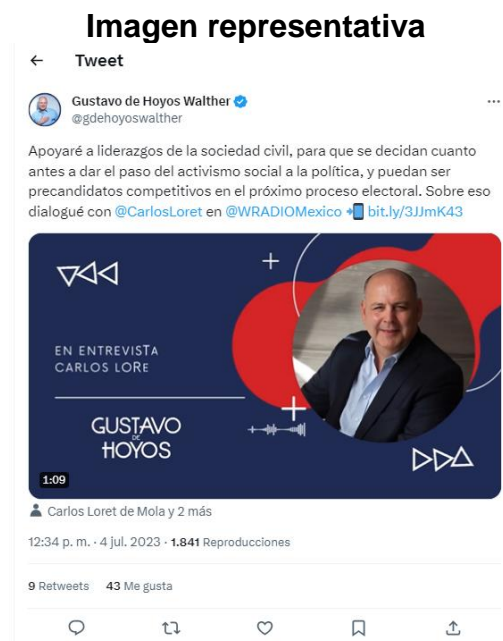 Imagen representativa
← Tweet
Gustavo de Hoyos Walther
@gdehoyoswalther
Apoyaré a liderazgos de la sociedad civil, para que se decidan cuanto
antes a dar el paso del activismo social a la política, y puedan ser
precandidatos competitivos en el próximo proceso electoral. Sobre eso
dialogué con @CarlosLoret en @WRADIOMexico 📲 bit.ly/3JJmK43
EN ENTREVISTA
CARLOS LORE
GUSTAVO
DE
HOYOS
1:09
Carlos Loret de Mola y 2 más
12:34 p. m. · 4 jul. 2023 · 1.841 Reproducciones
9 Retweets 43 Me gusta